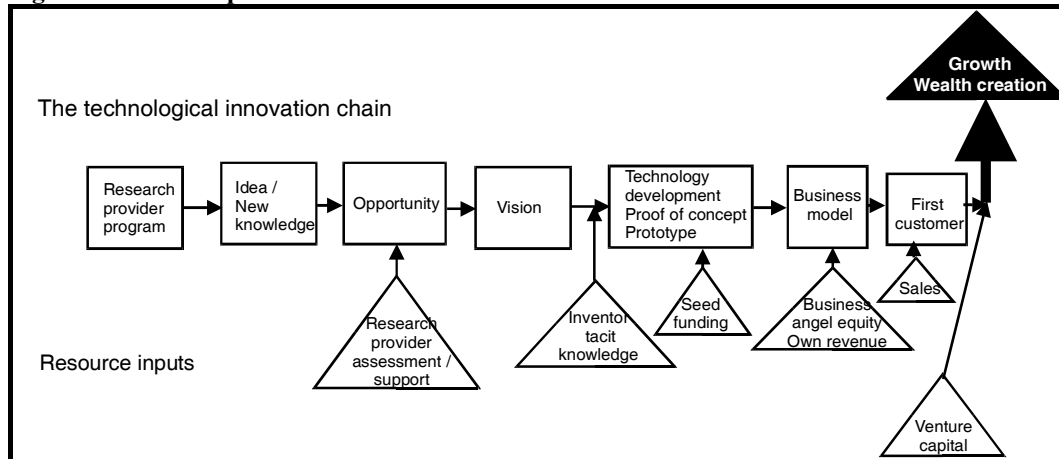 Growth
Wealth creation
The technological innovation chain
Research
provider
program
Idea /
New
knowledge
Opportunity
Vision
Technology
development
Proof of concept
Prototype
Business
model
First
customer
Research
provider
assessment /
support
Inventor
tacit
knowledge
Seed
funding
Business
angel equity
Own revenue
Sales
Resource inputs
Venture
capital